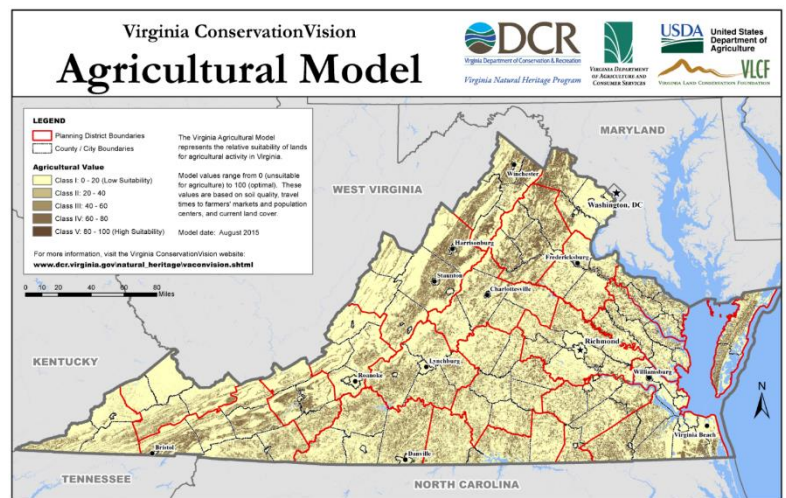 Virginia ConservationVision
Agricultural Model
DCR
Virginia Department of Conservation & Recreation
Virginia Natural Heritage Program
VIRGINIA DEPARTMENT
OF AGRICULTURE AND
CONSUMER SERVICES
USDA
United States
Department of
Agriculture
VLCF
VIRGINIA LAND CONSERVATION FOUNDATION
LEGEND
Planning District Boundaries
County / City Boundaries
Agricultural Value
Class I: 0 - 20 (Low Suitability)
Class II: 20 - 40
Class III: 40 - 60
Class IV: 60 - 80
Class V: 80 - 100 (High Suitability)
The Virginia Agricultural Model
represents the relative suitability of lands
for agricultural activity in Virginia.
Model values range from 0 (unsuitable
for agriculture) to 100 (optimal). These
values are based on soil quality, travel
times to farmers' markets and population
centers, and current land cover.
Model date: August 2015
For more information, visit the Virginia ConservationVision website:
www.dcr.virginia.gov\natural_heritage\vaconvision.shtml
0 10 20 40 60 80
Miles
MARYLAND
WEST VIRGINIA
Winchester
Washington, DC
Harrisonburg
Staunton
Fredericksburg
Charlottesville
KENTUCKY
Richmond
Lynchburg
Roanoke
Williamsburg
N
Virginia Beach
Bristol
Danville
TENNESSEE
NORTH CAROLINA